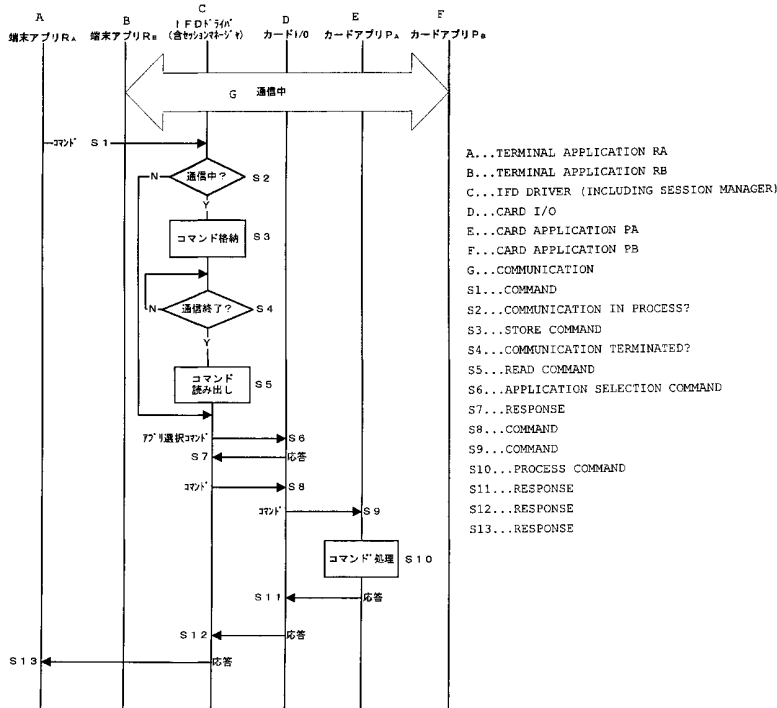 A
B
C
D
E
F
端末アプリRA
端末アプリRB
IFDドライバ
(含セッションマネージャ)
カードI/O
カードアプリPA
カードアプリPB
G 通信中
コマンド S1
通信中?
N
S2
Y
コマンド格納
S3
通信終了?
N
S4
Y
コマンド
読み出し
S5
アプリ選択コマンド
S6
S7
応答
コマンド
S8
コマンド
S9
コマンド処理
S10
S11
応答
S12
応答
S13
応答
A...TERMINAL APPLICATION RA
B...TERMINAL APPLICATION RB
C...IFD DRIVER (INCLUDING SESSION MANAGER)
D...CARD I/O
E...CARD APPLICATION PA
F...CARD APPLICATION PB
G...COMMUNICATION
S1...COMMAND
S2...COMMUNICATION IN PROCESS?
S3...STORE COMMAND
S4...COMMUNICATION TERMINATED?
S5...READ COMMAND
S6...APPLICATION SELECTION COMMAND
S7...RESPONSE
S8...COMMAND
S9...COMMAND
S10...PROCESS COMMAND
S11...RESPONSE
S12...RESPONSE
S13...RESPONSE